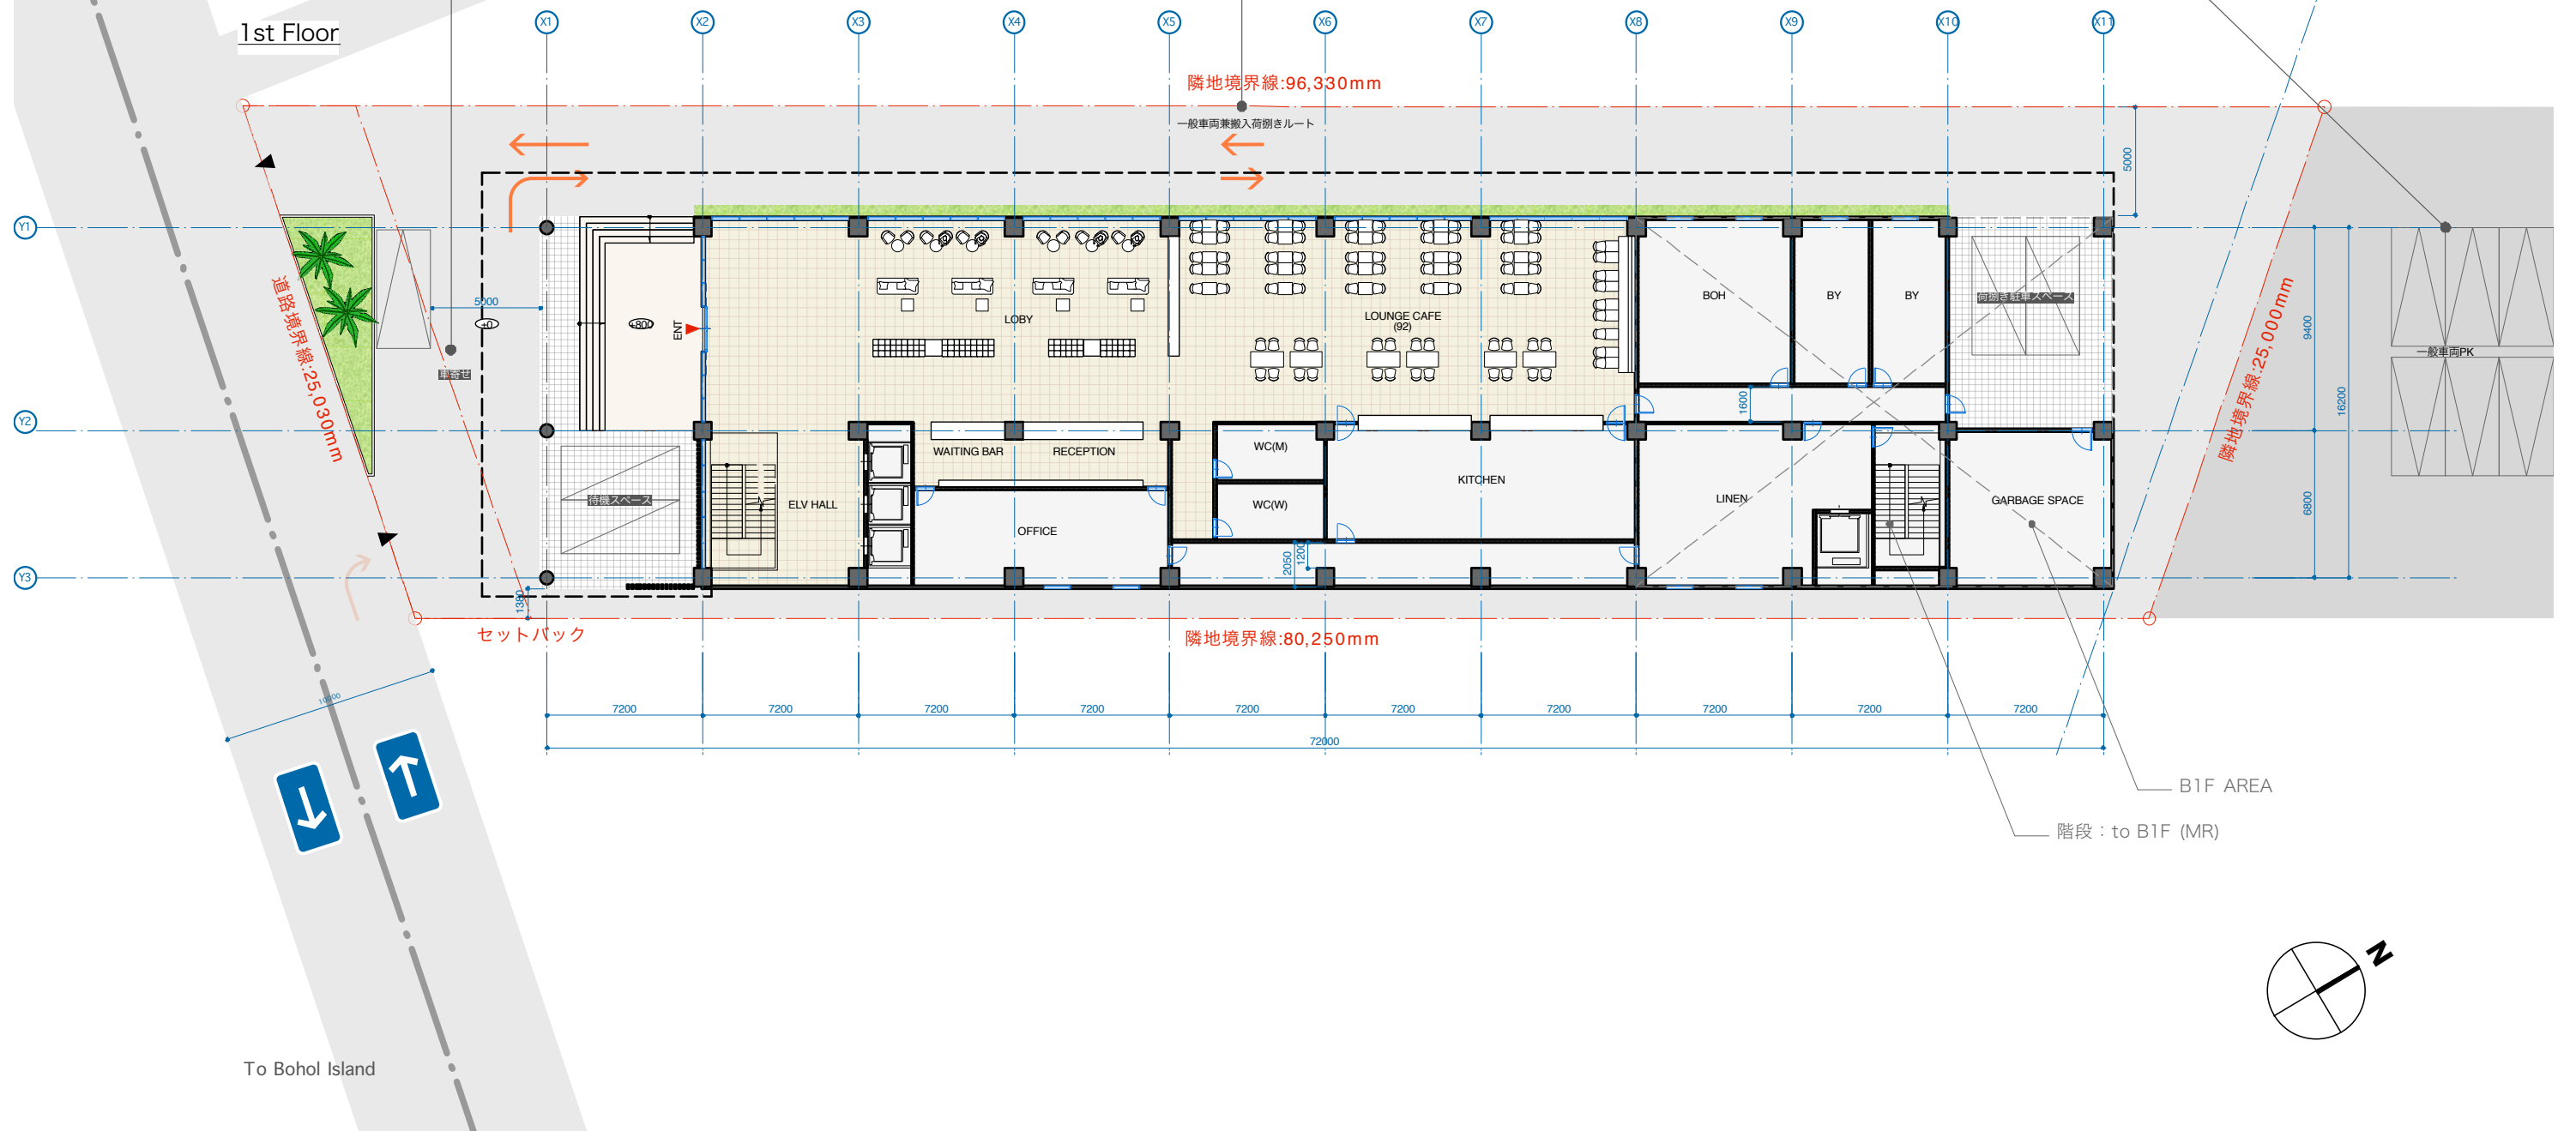 1st Floor
X1
X2
X3
X4
X5
X6
X7
X8
X9
X10
X11
隣地境界線:96,330mm
一般車両兼搬入荷捌きルート
5000
Y1
Y2
Y3
道路境界線:25,030mm
5000
±0
+800
ENT
車寄せ
待機スペース
LOBY
LOUNGE CAFE
(92)
BOH
BY
BY
荷捌き駐車スペース
隣地境界線:25,000mm
9400
16200
6800
一般車両PK
1600
WAITING BAR
RECEPTION
WC(M)
WC(W)
KITCHEN
LINEN
GARBAGE SPACE
ELV HALL
OFFICE
2050
1200
1380
セットバック
隣地境界線:80,250mm
10000
7200
7200
7200
7200
7200
7200
7200
7200
7200
7200
72000
B1F AREA
階段：to B1F (MR)
N
To Bohol Island